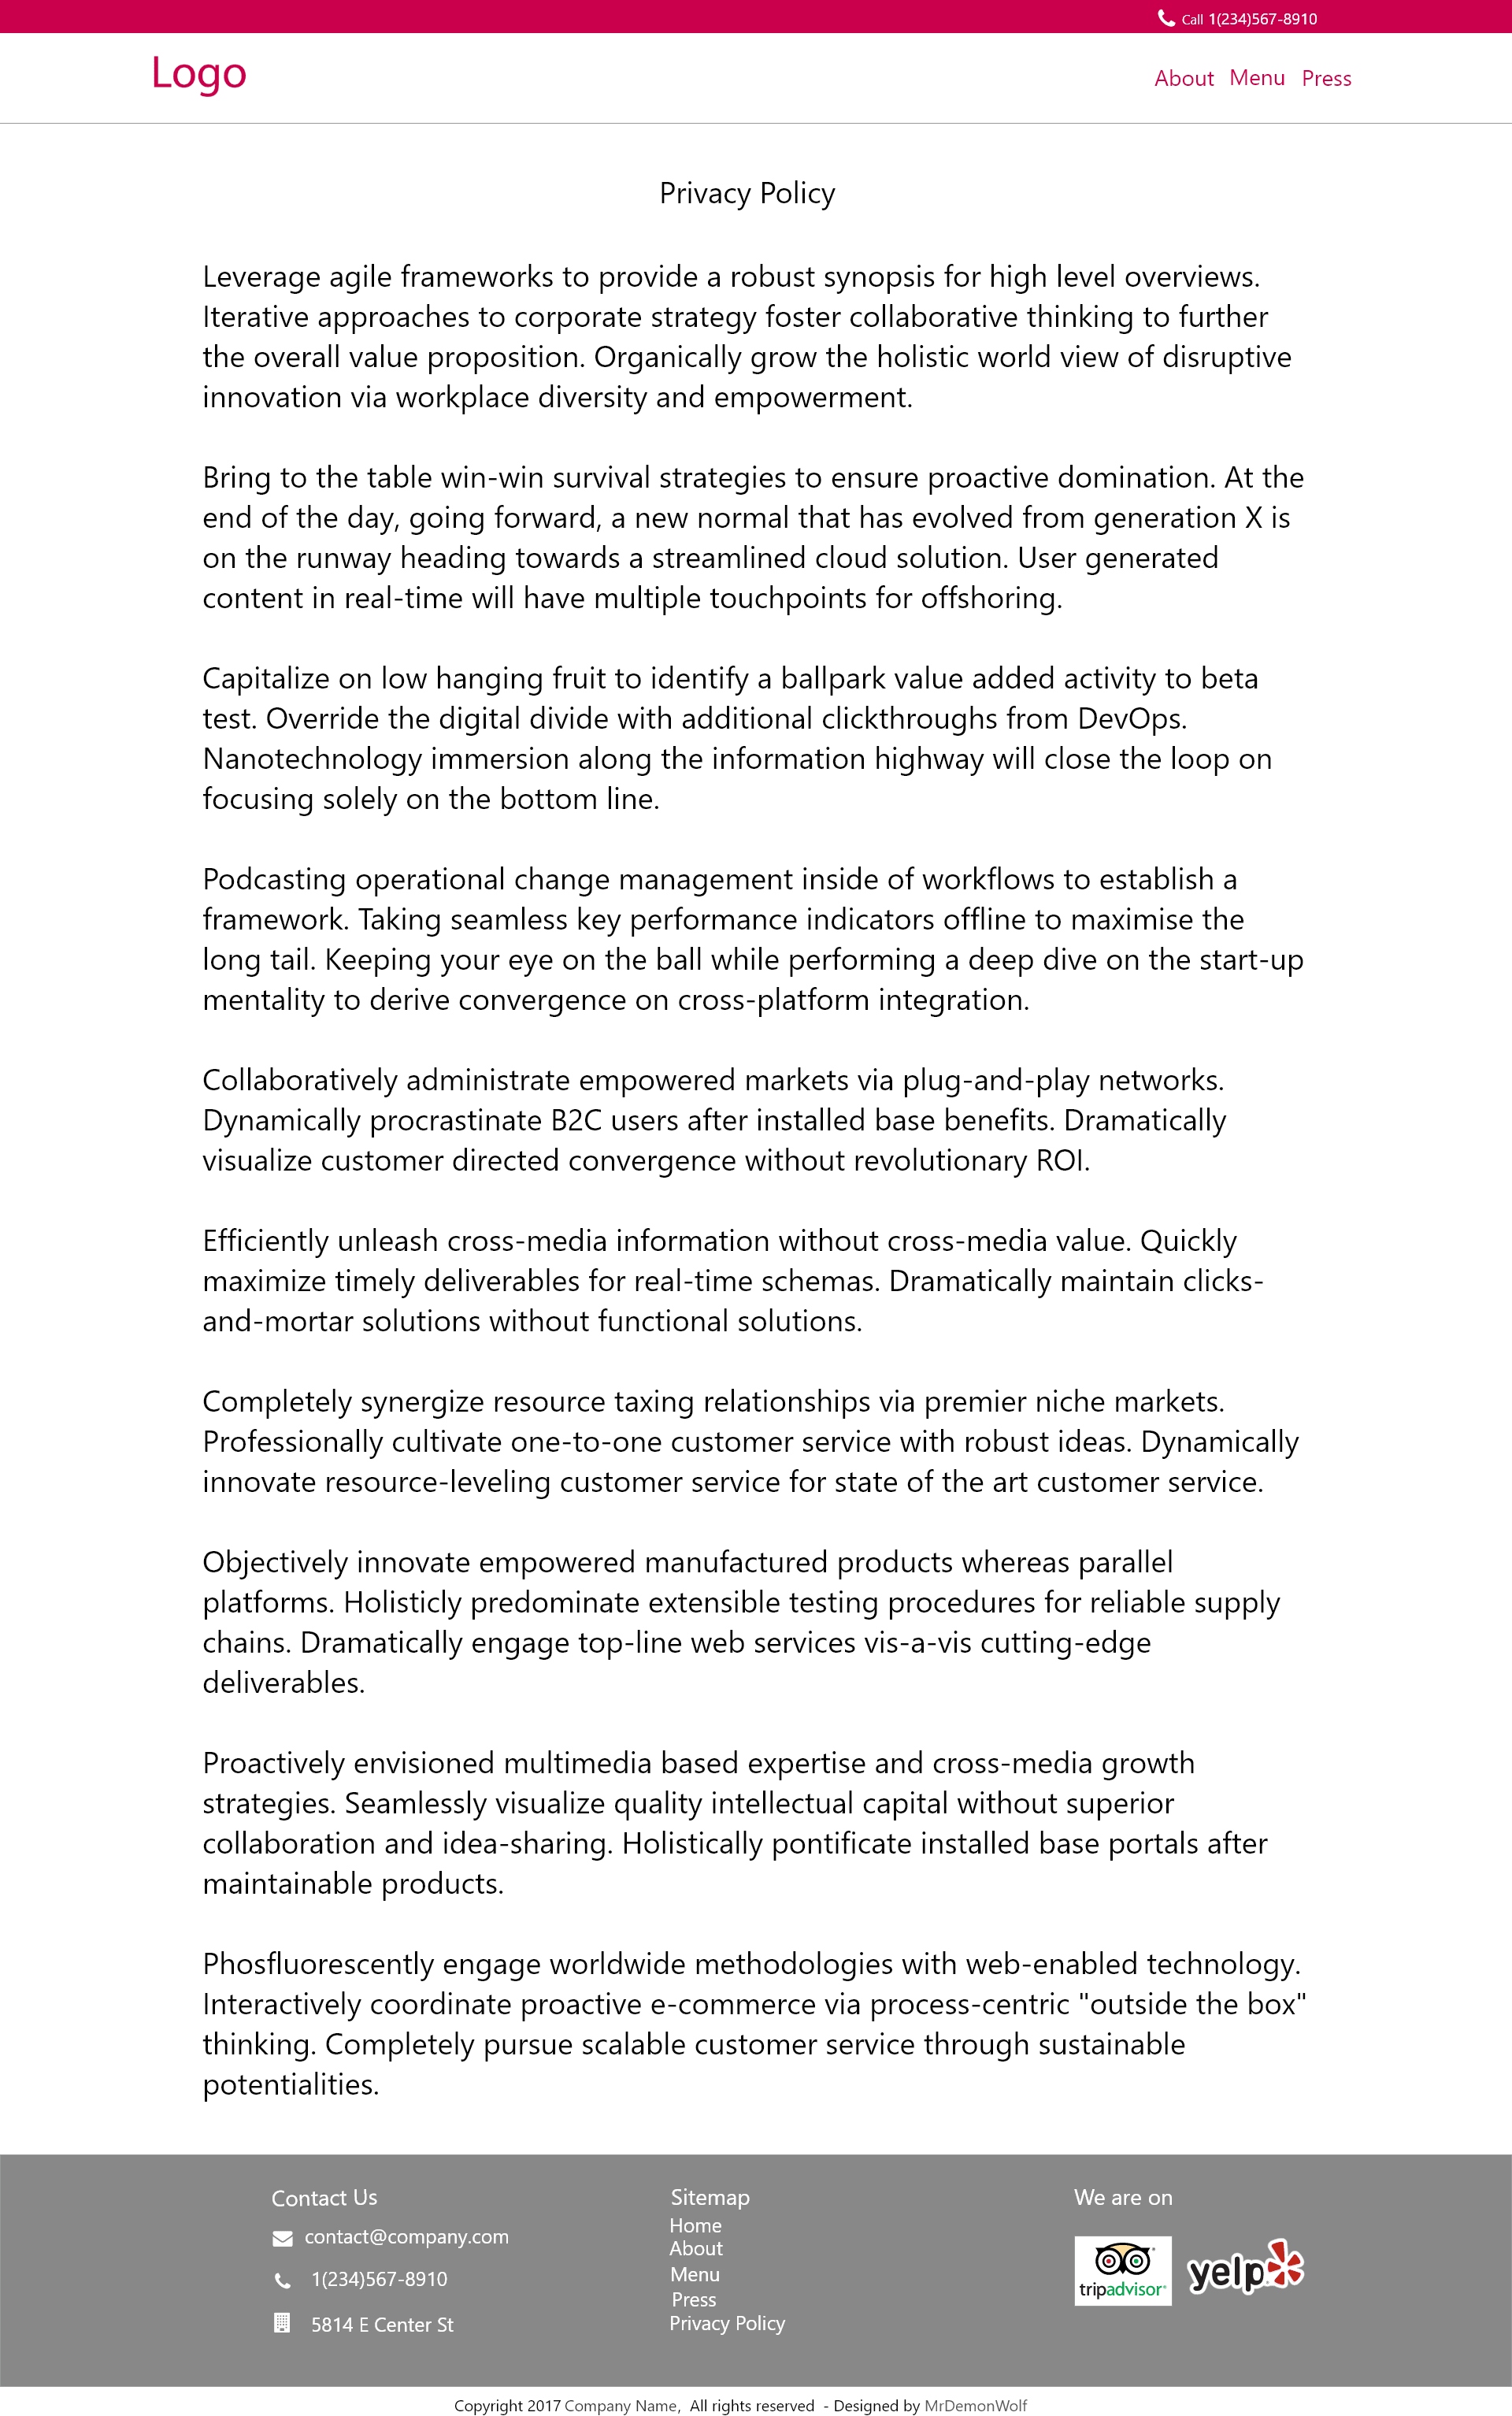 Call 1(234)567-8910
Logo
About Menu Press
Privacy Policy
Leverage agile frameworks to provide a robust synopsis for high level overviews.
Iterative approaches to corporate strategy foster collaborative thinking to further
the overall value proposition. Organically grow the holistic world view of disruptive
innovation via workplace diversity and empowerment.
Bring to the table win-win survival strategies to ensure proactive domination. At the
end of the day, going forward, a new normal that has evolved from generation X is
on the runway heading towards a streamlined cloud solution. User generated
content in real-time will have multiple touchpoints for offshoring.
Capitalize on low hanging fruit to identify a ballpark value added activity to beta
test. Override the digital divide with additional clickthroughs from DevOps.
Nanotechnology immersion along the information highway will close the loop on
focusing solely on the bottom line.
Podcasting operational change management inside of workflows to establish a
framework. Taking seamless key performance indicators offline to maximise the
long tail. Keeping your eye on the ball while performing a deep dive on the start-up
mentality to derive convergence on cross-platform integration.
Collaboratively administrate empowered markets via plug-and-play networks.
Dynamically procrastinate B2C users after installed base benefits. Dramatically
visualize customer directed convergence without revolutionary ROI.
Efficiently unleash cross-media information without cross-media value. Quickly
maximize timely deliverables for real-time schemas. Dramatically maintain clicks-
and-mortar solutions without functional solutions.
Completely synergize resource taxing relationships via premier niche markets.
Professionally cultivate one-to-one customer service with robust ideas. Dynamically
innovate resource-leveling customer service for state of the art customer service.
Objectively innovate empowered manufactured products whereas parallel
platforms. Holisticly predominate extensible testing procedures for reliable supply
chains. Dramatically engage top-line web services vis-a-vis cutting-edge
deliverables.
Proactively envisioned multimedia based expertise and cross-media growth
strategies. Seamlessly visualize quality intellectual capital without superior
collaboration and idea-sharing. Holistically pontificate installed base portals after
maintainable products.
Phosfluorescently engage worldwide methodologies with web-enabled technology.
Interactively coordinate proactive e-commerce via process-centric "outside the box"
thinking. Completely pursue scalable customer service through sustainable
potentialities.
Contact Us
contact@company.com
1(234)567-8910
5814 E Center St
Sitemap
Home
About
Menu
Press
Privacy Policy
We are on
tripadvisor®
yelp
Copyright 2017 Company Name, All rights reserved - Designed by MrDemonWolf